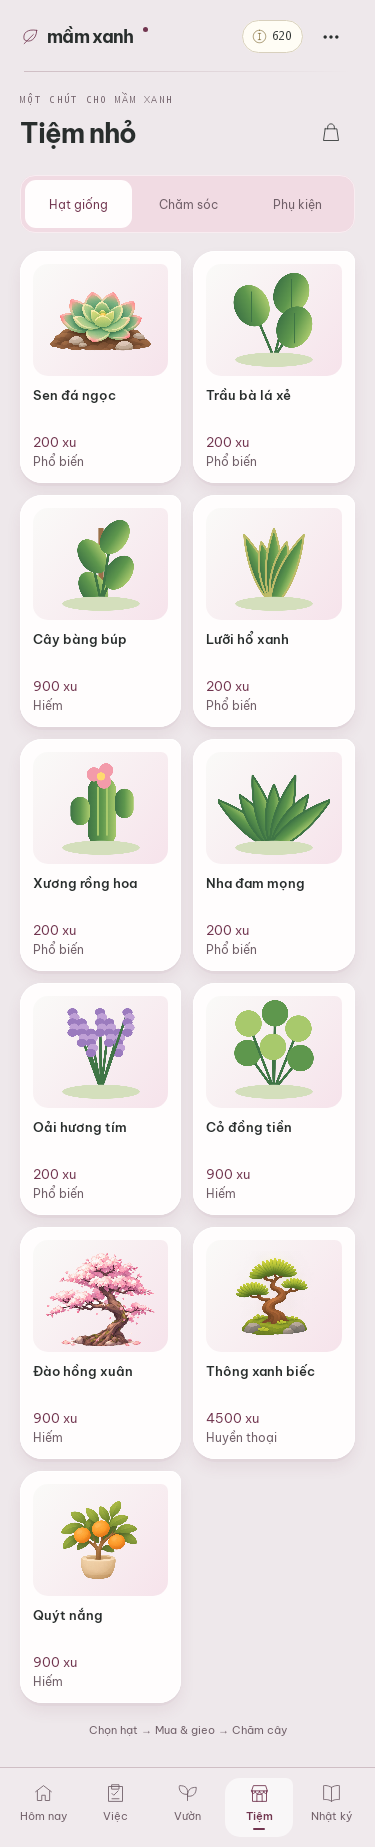 mầm xanh
620
MỘT CHÚT CHO MẦM XANH
Tiệm nhỏ
Hạt giống Chăm sóc Phụ kiện
Sen đá ngọc
200 xu
Phổ biến
Trầu bà lá xẻ
200 xu
Phổ biến
Cây bàng búp
900 xu
Hiếm
Lưỡi hổ xanh
200 xu
Phổ biến
Xương rồng hoa
200 xu
Phổ biến
Nha đam mọng
200 xu
Phổ biến
Oải hương tím
200 xu
Phổ biến
Cỏ đồng tiền
900 xu
Hiếm
Đào hồng xuân
900 xu
Hiếm
Thông xanh biếc
4500 xu
Huyền thoại
Quýt nắng
900 xu
Hiếm
Chọn hạt → Mua & gieo → Chăm cây
Hôm nay Việc Vườn Tiệm Nhật ký